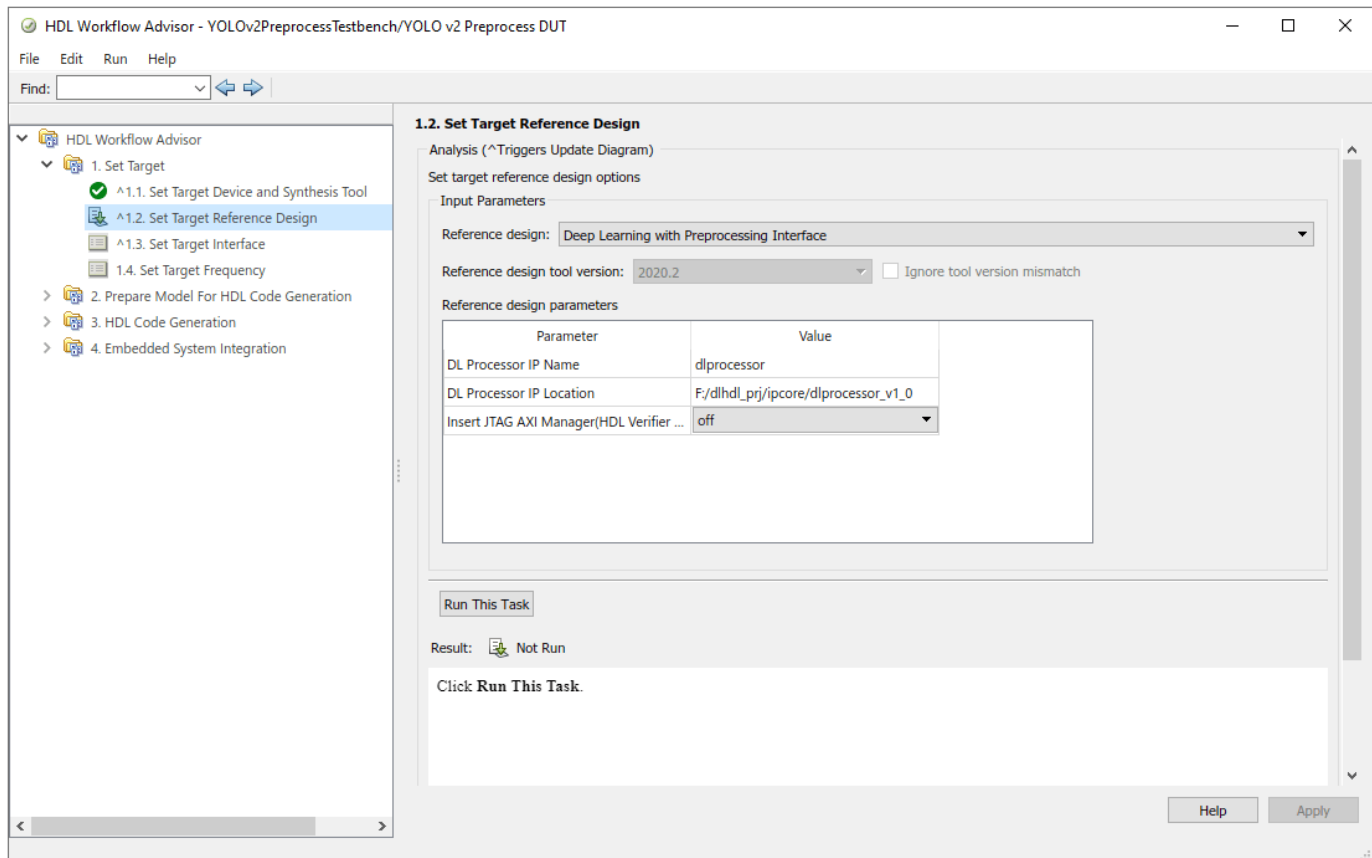 HDL Workflow Advisor - YOLOv2PreprocessTestbench/YOLO v2 Preprocess DUT
File Edit Run Help
Find:
HDL Workflow Advisor
1. Set Target
^1.1. Set Target Device and Synthesis Tool
^1.2. Set Target Reference Design
^1.3. Set Target Interface
1.4. Set Target Frequency
2. Prepare Model For HDL Code Generation
3. HDL Code Generation
4. Embedded System Integration
1.2. Set Target Reference Design
Analysis (^Triggers Update Diagram)
Set target reference design options
Input Parameters
Reference design: Deep Learning with Preprocessing Interface
Reference design tool version: 2020.2 Ignore tool version mismatch
Reference design parameters
Parameter Value
DL Processor IP Name dlprocessor
DL Processor IP Location F:/dlhdl_prj/ipcore/dlprocessor_v1_0
Insert JTAG AXI Manager(HDL Verifier ... off
Run This Task
Result: Not Run
Click Run This Task.
Help Apply